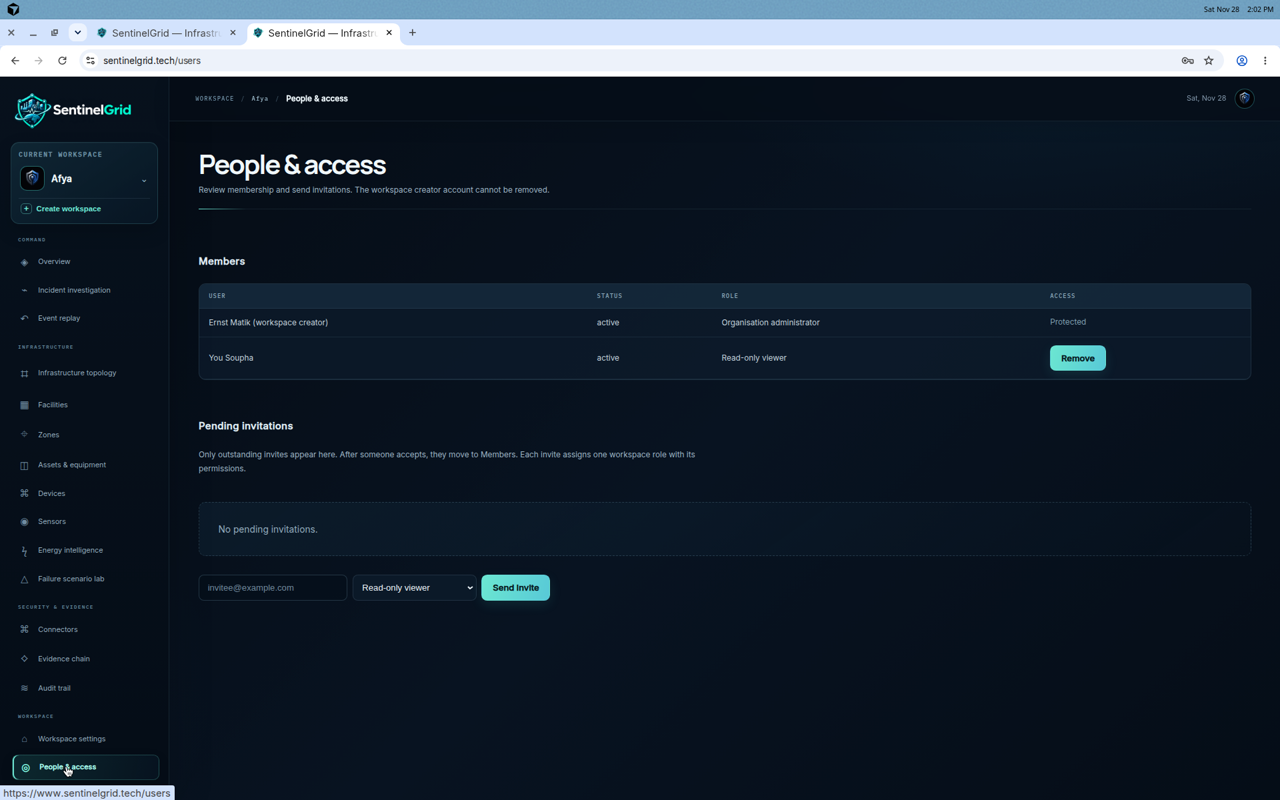 Sat Nov 28 2:02 PM
SentinelGrid — Infrastr
SentinelGrid — Infrastr
sentinelgrid.tech/users
SentinelGrid
CURRENT WORKSPACE
Afya
+ Create workspace
COMMAND
Overview
Incident investigation
Event replay
INFRASTRUCTURE
Infrastructure topology
Facilities
Zones
Assets & equipment
Devices
Sensors
Energy intelligence
Failure scenario lab
SECURITY & EVIDENCE
Connectors
Evidence chain
Audit trail
WORKSPACE
Workspace settings
People & access
https://www.sentinelgrid.tech/users
WORKSPACE / Afya / People & access
Sat, Nov 28
People & access
Review membership and send invitations. The workspace creator account cannot be removed.
Members
USER STATUS ROLE ACCESS
Ernst Matik (workspace creator) active Organisation administrator Protected
You Soupha active Read-only viewer Remove
Pending invitations
Only outstanding invites appear here. After someone accepts, they move to Members. Each invite assigns one workspace role with its
permissions.
No pending invitations.
invitee@example.com Read-only viewer Send invite